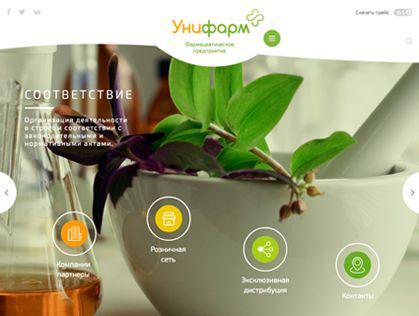 Скачать прайс
Унифарм
Фармацевтическое
предприятие
СООТВЕТСТВИЕ
Организация деятельности
в строгом соответствии с
законодательными и
нормативными актами.
Компании
партнеры
Розничная
сеть
Эксклюзивная
дистрибуция
Контакты